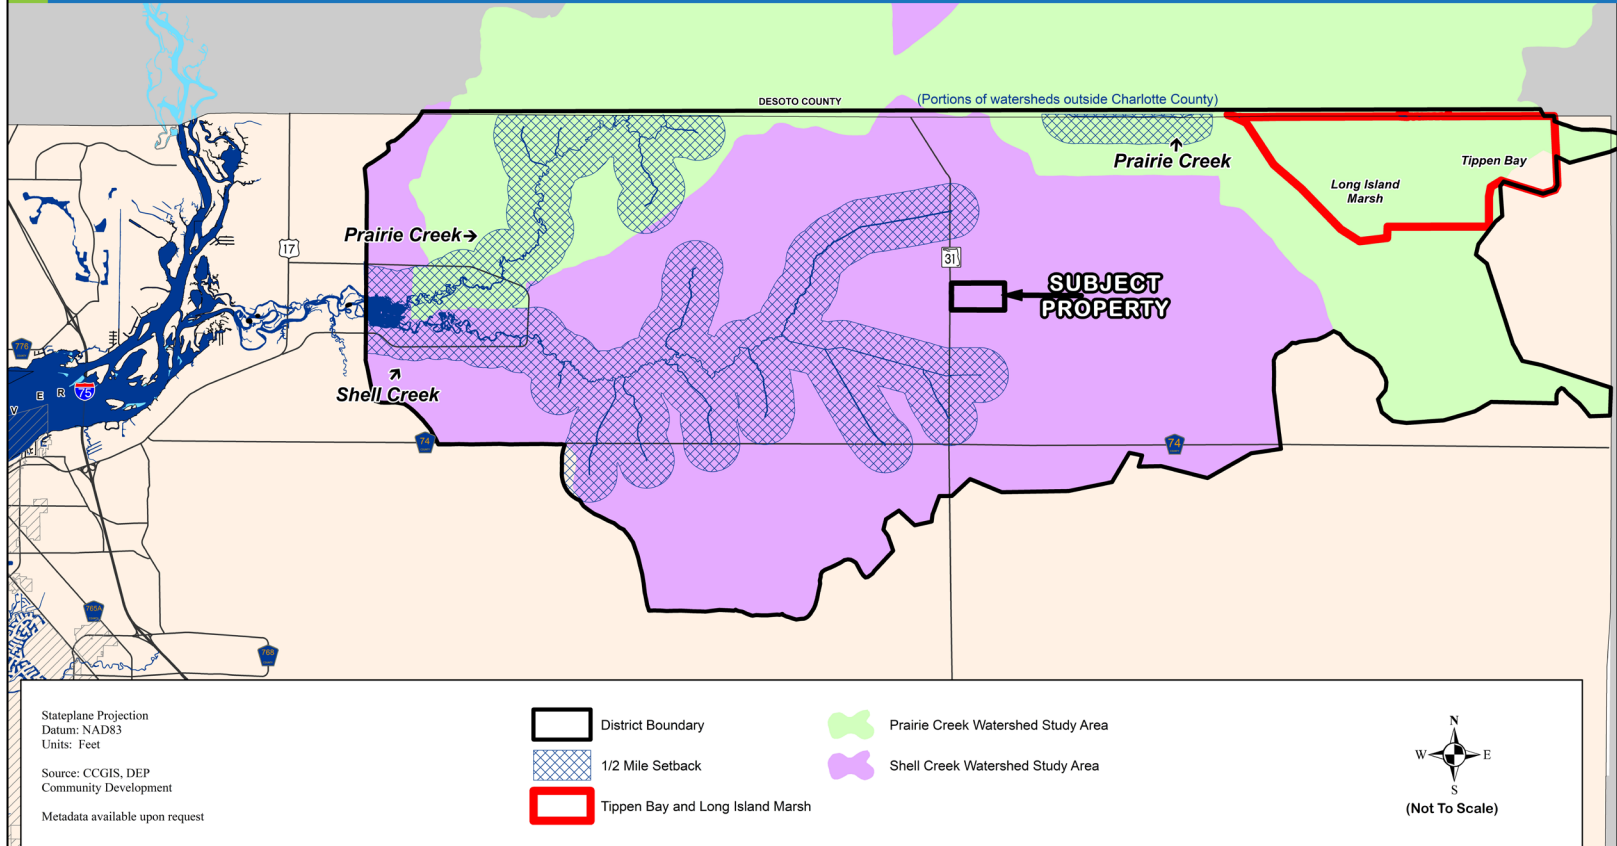 DESOTO COUNTY
(Portions of watersheds outside Charlotte County)
Prairie Creek
Tippen Bay
Long Island
Marsh
Prairie Creek
17
31
SUBJECT
PROPERTY
776
75
V E R
Shell Creek
74
74
765A
768
Stateplane Projection
Datum: NAD83
Units: Feet
Source: CCGIS, DEP
Community Development
Metadata available upon request
District Boundary
1/2 Mile Setback
Tippen Bay and Long Island Marsh
Prairie Creek Watershed Study Area
Shell Creek Watershed Study Area
N
W E
S
(Not To Scale)